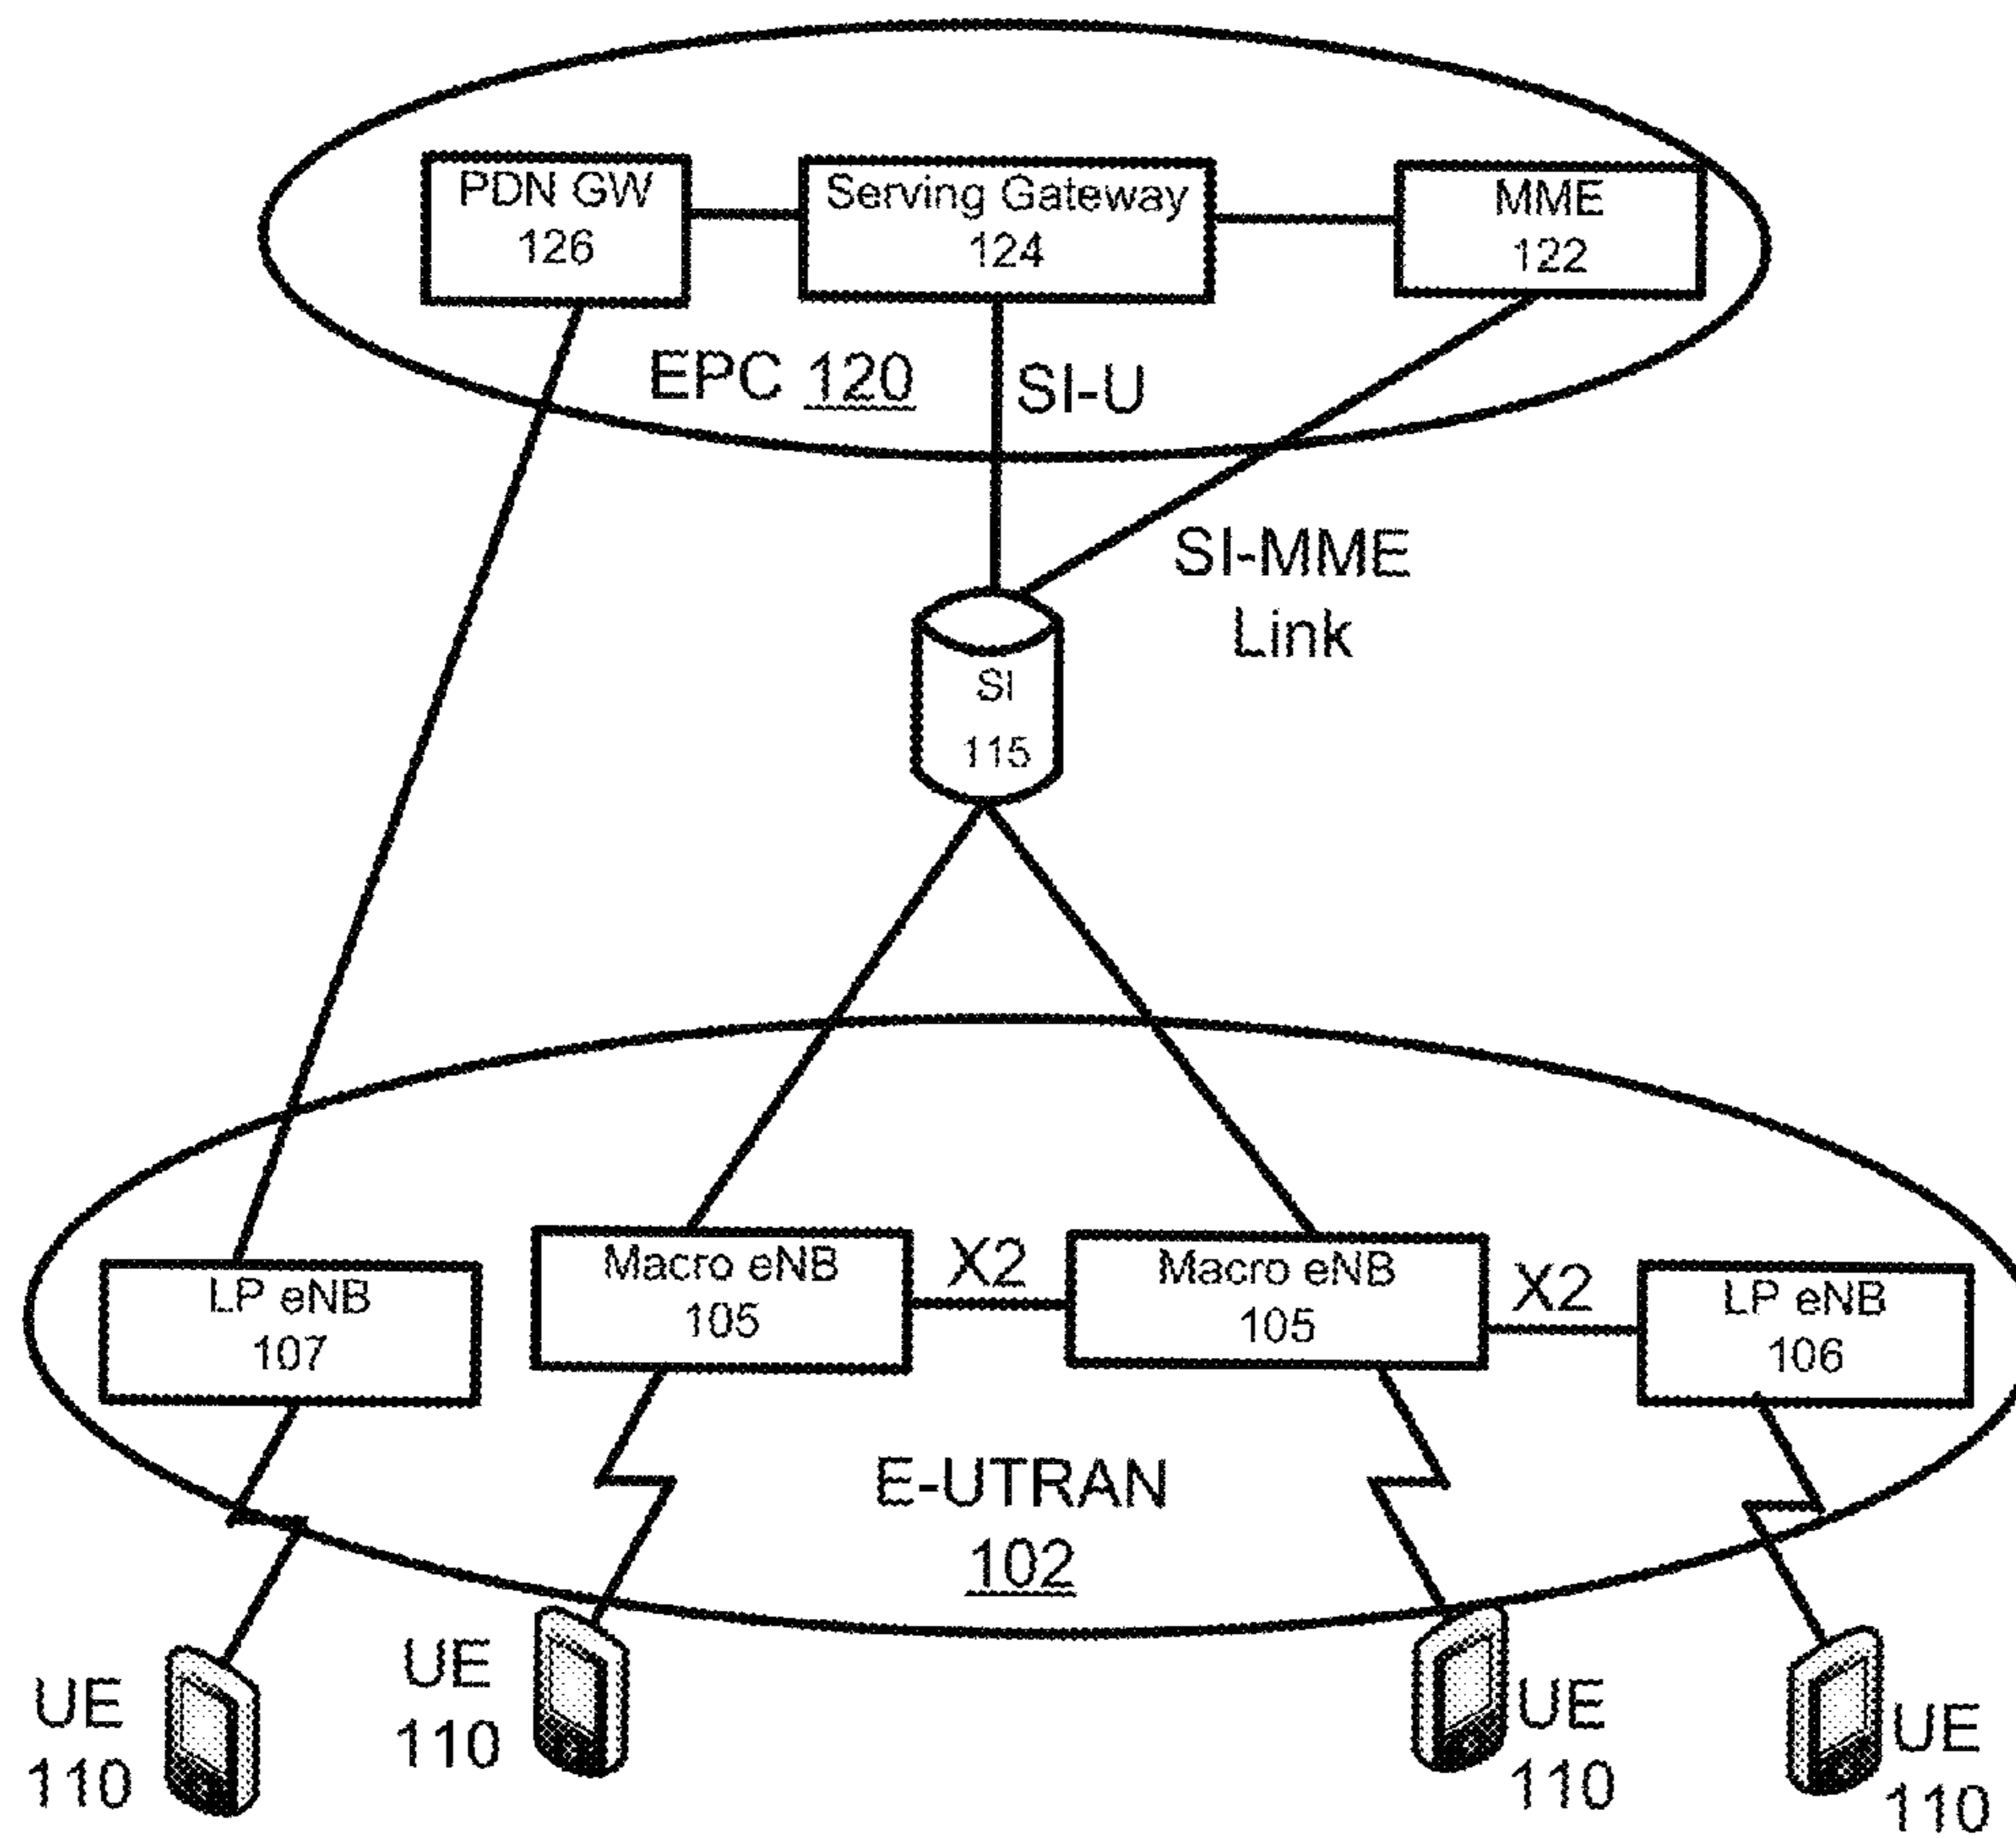 PDN GW
126
Serving Gateway
124
MME
122
EPC 120
SI-U
SI-MME
Link
SI
115
LP eNB
107
Macro eNB
105
X2
Macro eNB
105
X2
LP eNB
106
E-UTRAN
102
UE
110
UE
110
UE
110
UE
110